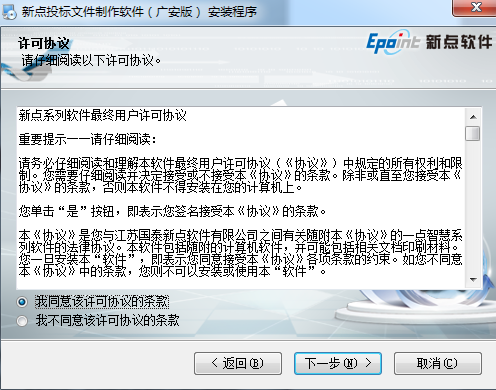 新点投标文件制作软件（广安版）安装程序
许可协议
请仔细阅读以下许可协议。
Epoint 新点软件
新点系列软件最终用户许可协议
重要提示——请仔细阅读：
请务必仔细阅读和理解本软件最终用户许可协议（《协议》）中规定的所有权利和限
制。您需要仔细阅读并决定接受或不接受本《协议》的条款。除非或直至您接受本《
协议》的条款，否则本软件不得安装在您的计算机上。
您单击“是”按钮，即表示您签名接受本《协议》的条款。
本《协议》是您与江苏国泰新点软件有限公司之间有关随附本《协议》的一点智慧系
列软件的法律协议。本软件包括随附的计算机软件，并可能包括相关文档印刷材料。
您一旦安装本“软件”，即表示您同意接受本《协议》各项条款的约束。如您不同意
本《协议》中的条款，您则不可以安装或使用本“软件”。
我同意该许可协议的条款
我不同意该许可协议的条款
< 返回(B)
下一步(N) >
取消(C)